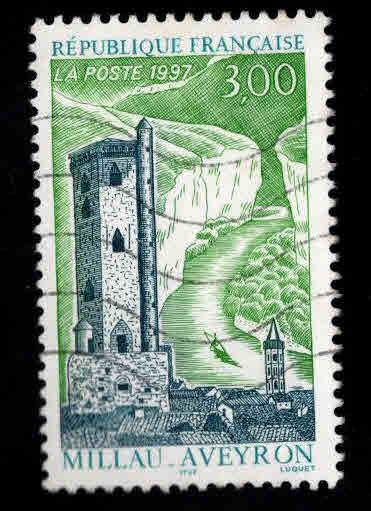 RÉPUBLIQUE FRANÇAISE
LA POSTE 1997 3,00
MILLAU - AVEYRON
LUQUET